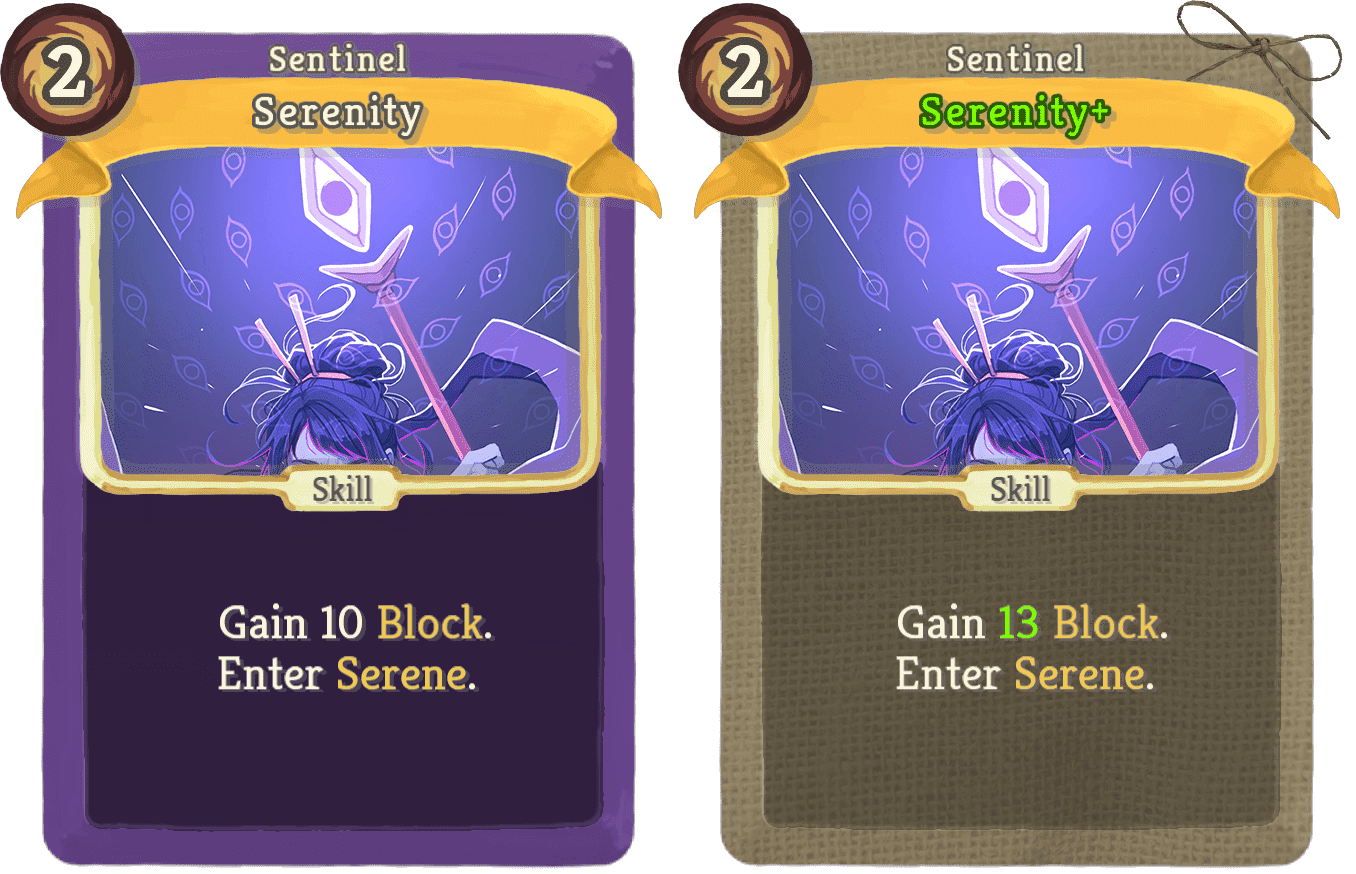 2
Sentinel
Serenity
Skill
Gain 10 Block.
Enter Serene.
2
Sentinel
Serenity+
Skill
Gain 13 Block.
Enter Serene.